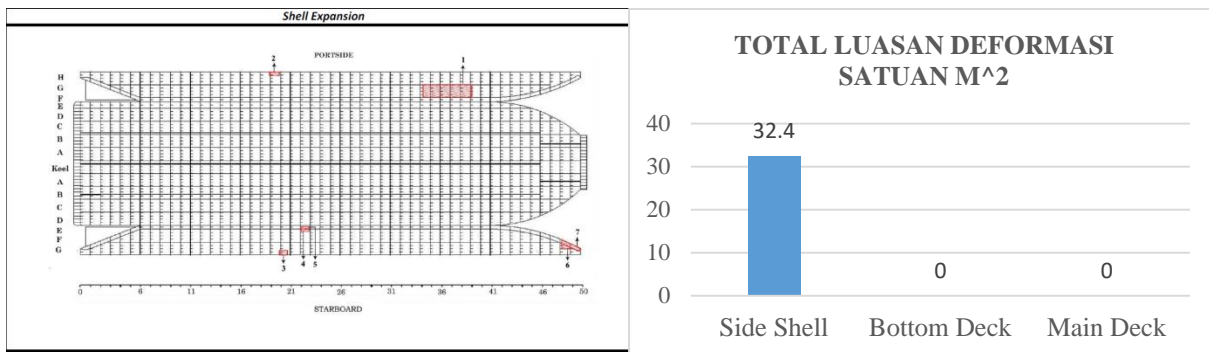 Shell Expansion
PORTSIDE
2
1
H
G
F
E
D
C
B
A
Keel
A
B
C
D
E
F
G
3
4
5
6
7
0 6 11 16 21 26 31 36 41 46 50
STARBOARD
TOTAL LUASAN DEFORMASI
SATUAN M^2
40
30
20
10
0
32.4
0
0
Side Shell Bottom Deck Main Deck